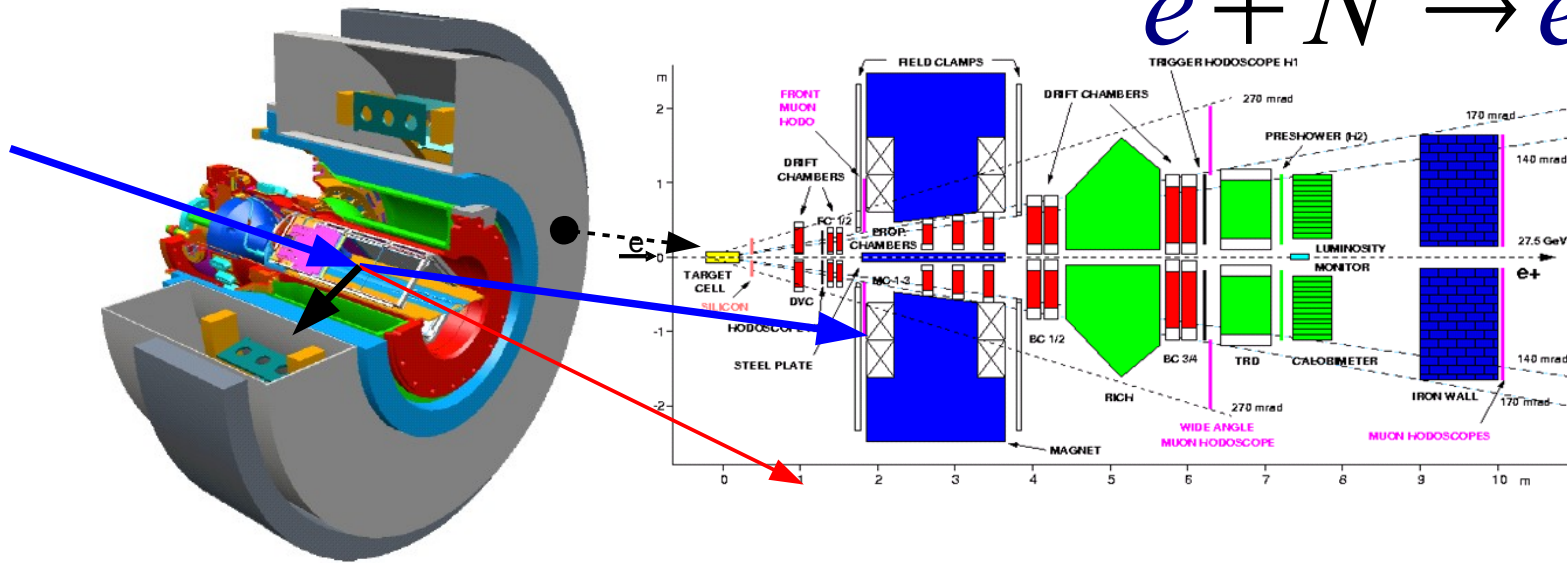 e + N → e
FIELD CLAMPS
TRIGGER HODOSCOPE H1
m
2
1
0
-1
-2
FRONT
MUON
HODO
DRIFT CHAMBERS
270 mrad
170 mrad
PRESHOWER (H2)
140 mrad
DRIFT
CHAMBERS
FC 1/2
PROP.
CHAMBERS
e
TARGET
CELL
SILICON
DVC
MC 1-3
HODOSCOPE
STEEL PLATE
LUMINOSITY
MONITOR
27.5 GeV
e+
BC 1/2
BC 3/4
TRD
CALORIMETER
RICH
IRON WALL
140 mrad
170 mrad
270 mrad
WIDE ANGLE
MUON HODOSCOPE
MUON HODOSCOPES
MAGNET
0 1 2 3 4 5 6 7 8 9 10 m